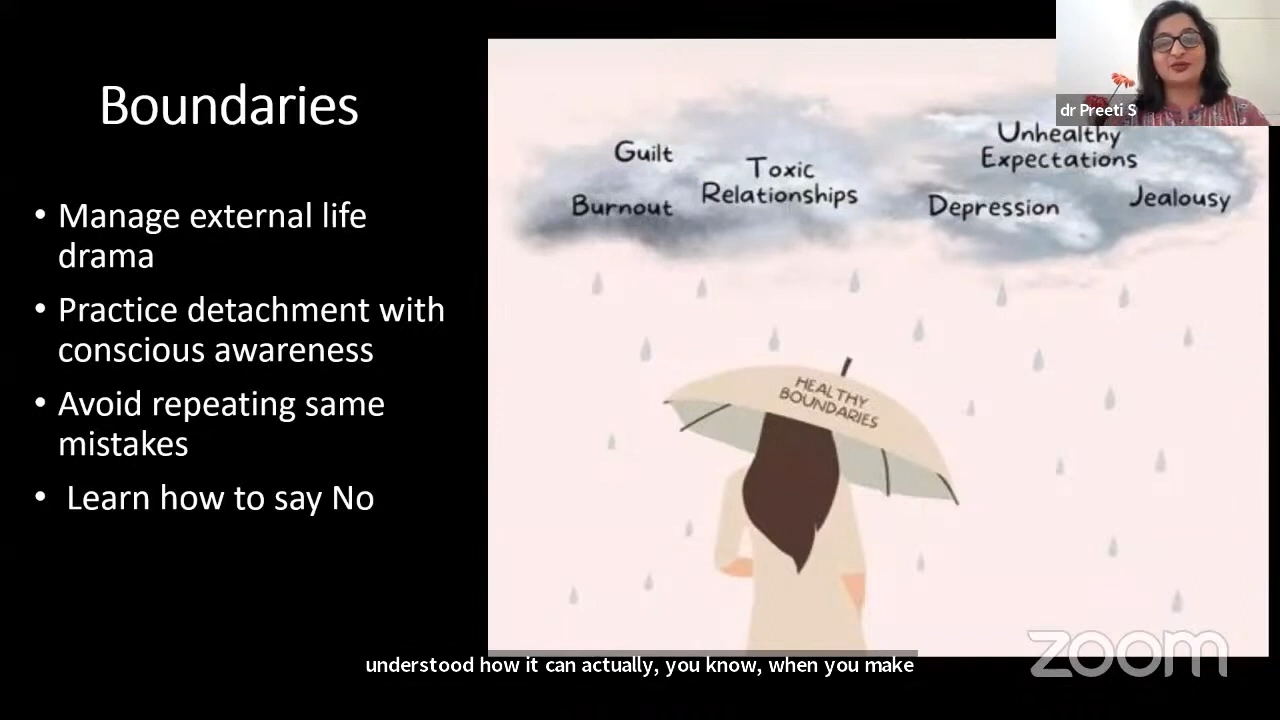 Boundaries
• Manage external life
drama
• Practice detachment with
conscious awareness
• Avoid repeating same
mistakes
• Learn how to say No
Guilt
Burnout
Toxic
Relationships
Unhealthy
Expectations
Depression
Jealousy
HEALTHY
BOUNDARIES
dr Preeti S
understood how it can actually, you know, when you make
zoom